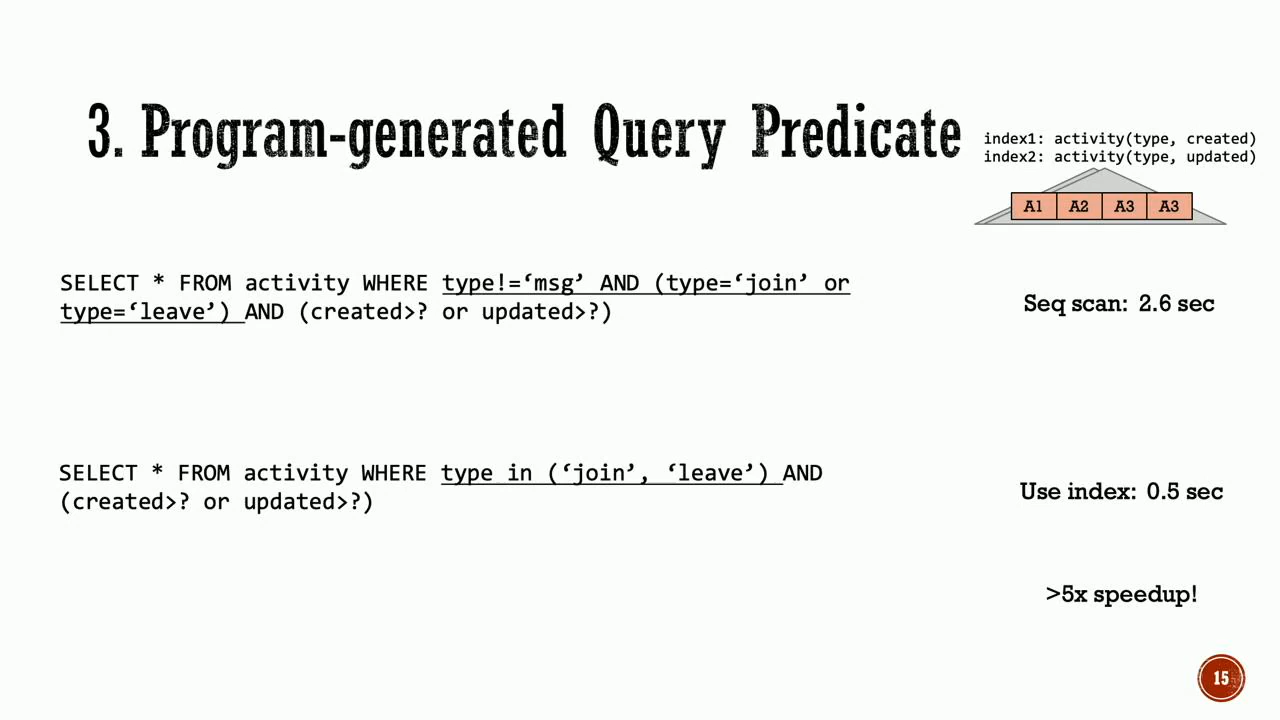 3. Program-generated Query Predicate
index1: activity(type, created)
index2: activity(type, updated)
A1 A2 A3 A3
SELECT * FROM activity WHERE type!=‘msg’ AND (type=‘join’ or
type=‘leave’) AND (created>? or updated>?)
Seq scan: 2.6 sec
SELECT * FROM activity WHERE type in (‘join’, ‘leave’) AND
(created>? or updated>?)
Use index: 0.5 sec
>5x speedup!
15